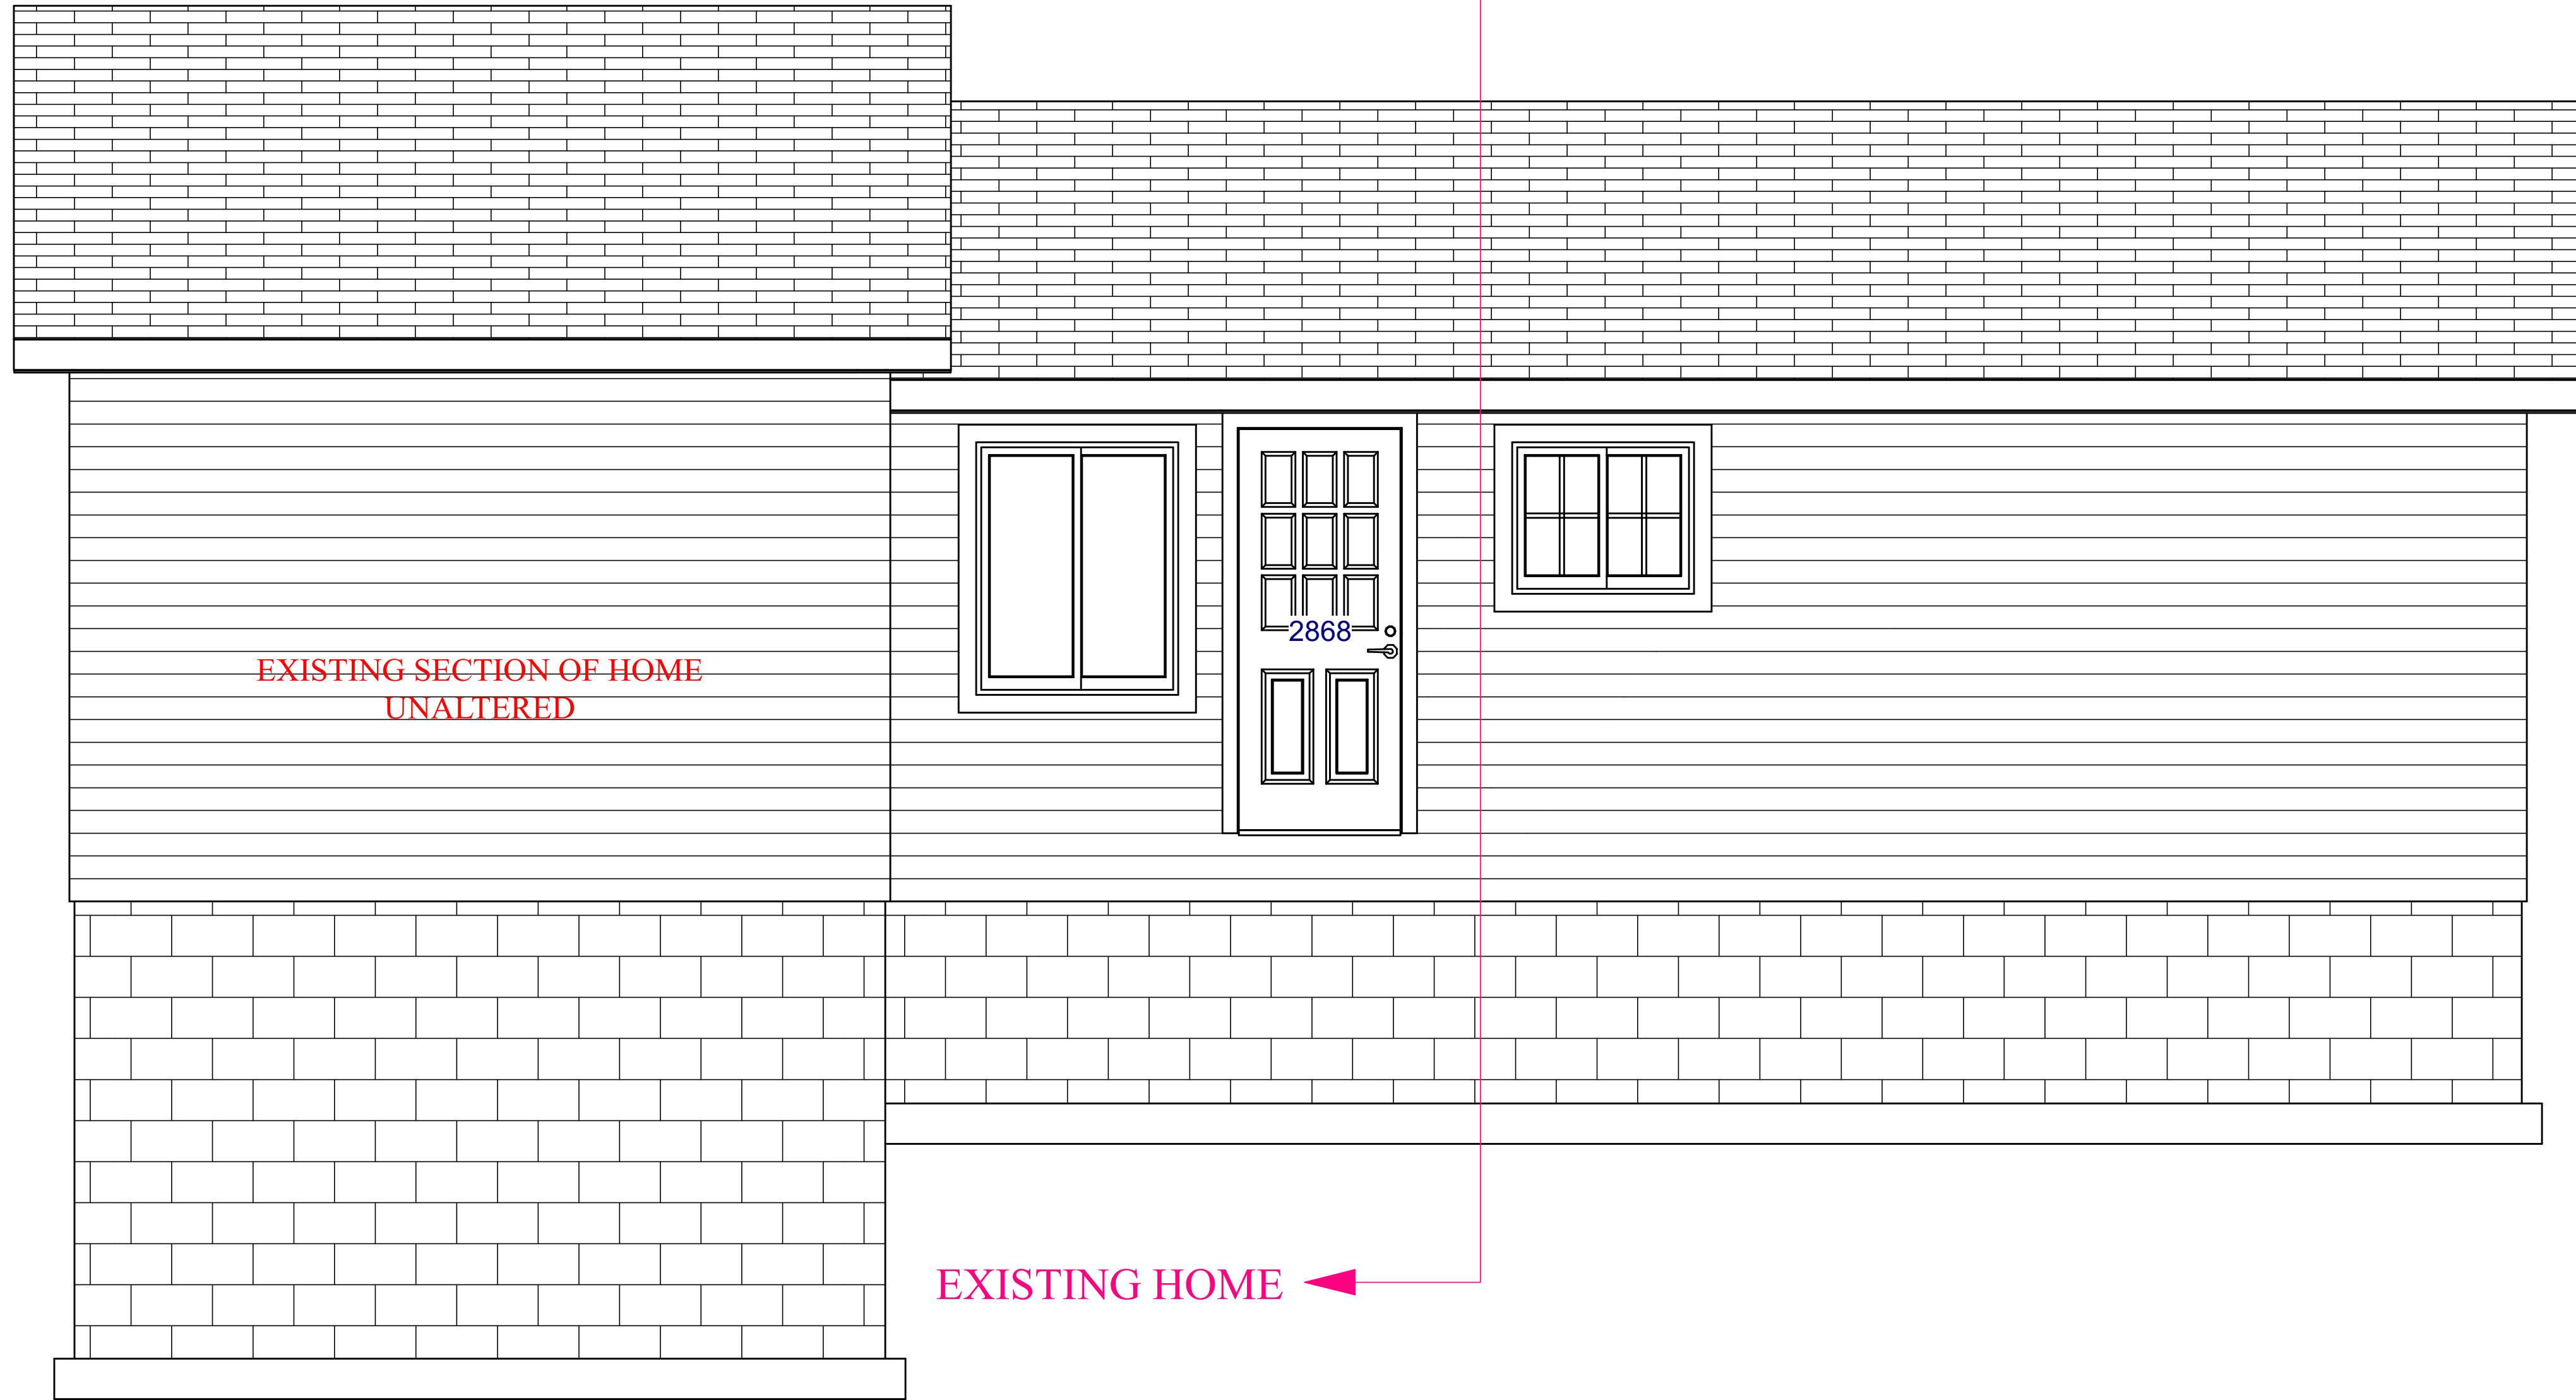 2868
EXISTING SECTION OF HOME
UNALTERED
EXISTING HOME